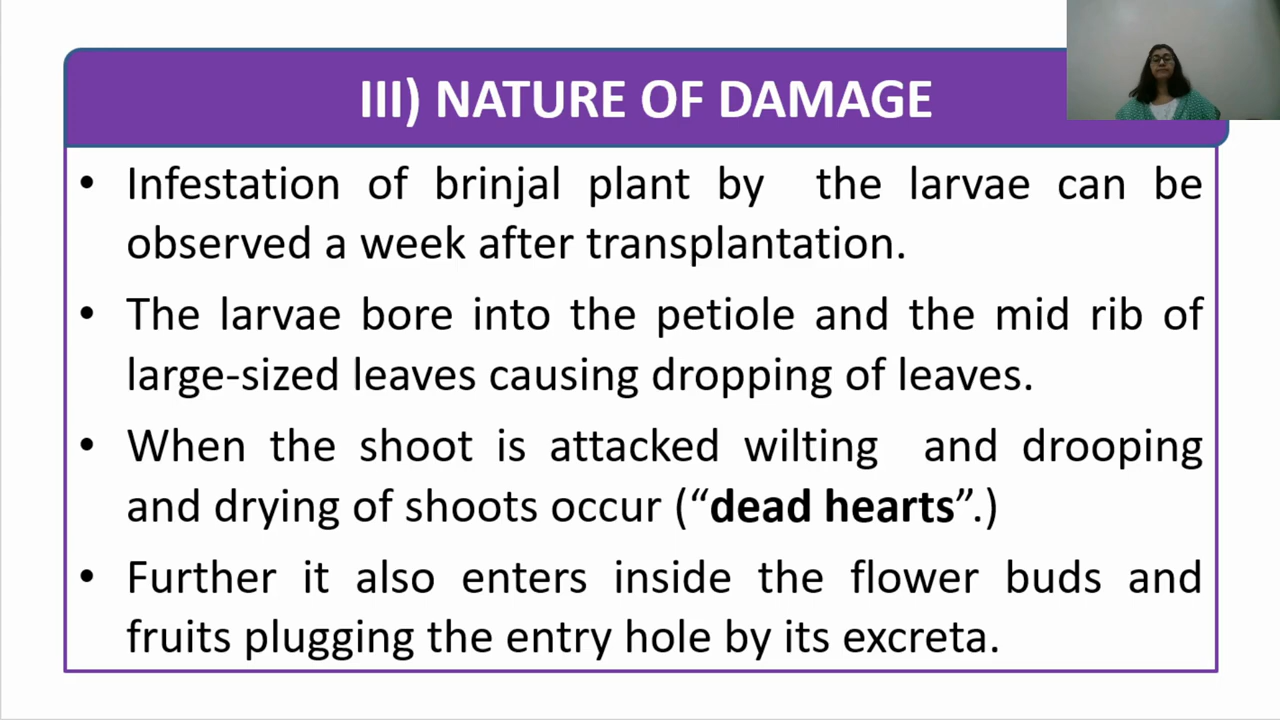 III) NATURE OF DAMAGE
• Infestation of brinjal plant by the larvae can be
observed a week after transplantation.
• The larvae bore into the petiole and the mid rib of
large-sized leaves causing dropping of leaves.
• When the shoot is attacked wilting and drooping
and drying of shoots occur (“dead hearts”.)
• Further it also enters inside the flower buds and
fruits plugging the entry hole by its excreta.